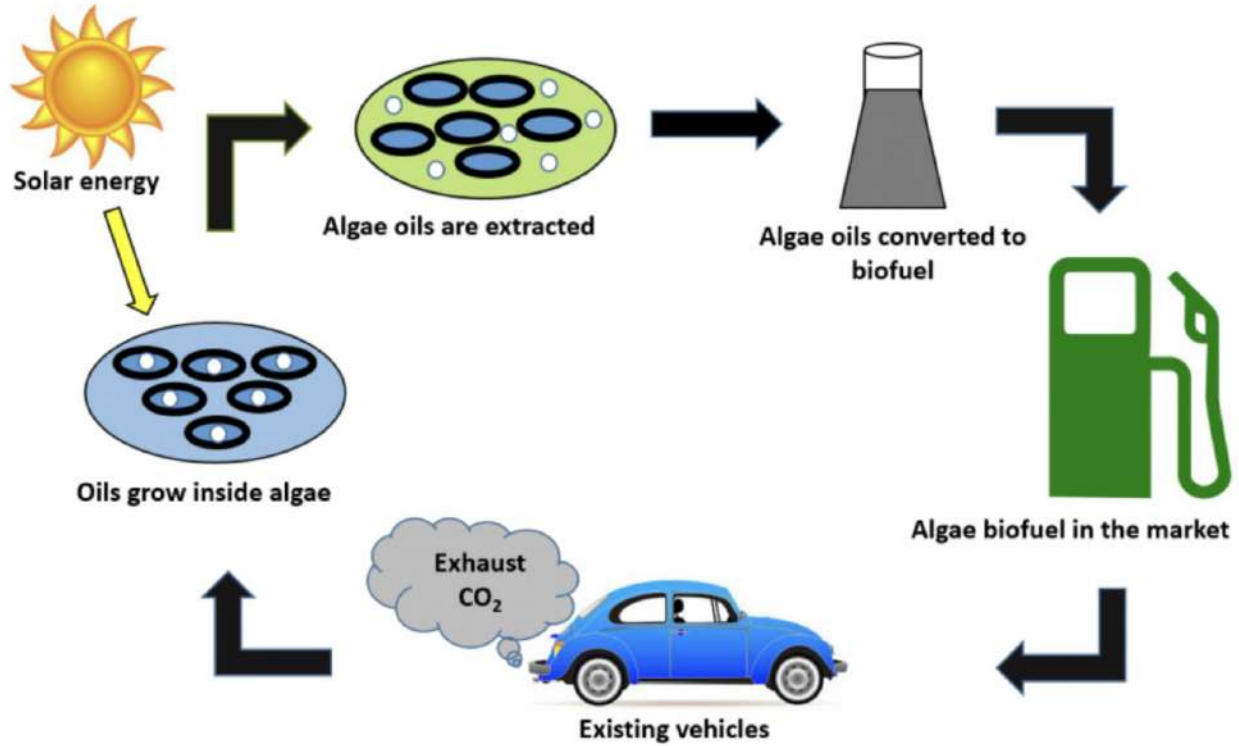 Solar energy
Algae oils are extracted
Algae oils converted to
biofuel
Oils grow inside algae
Algae biofuel in the market
Exhaust
CO₂
Existing vehicles